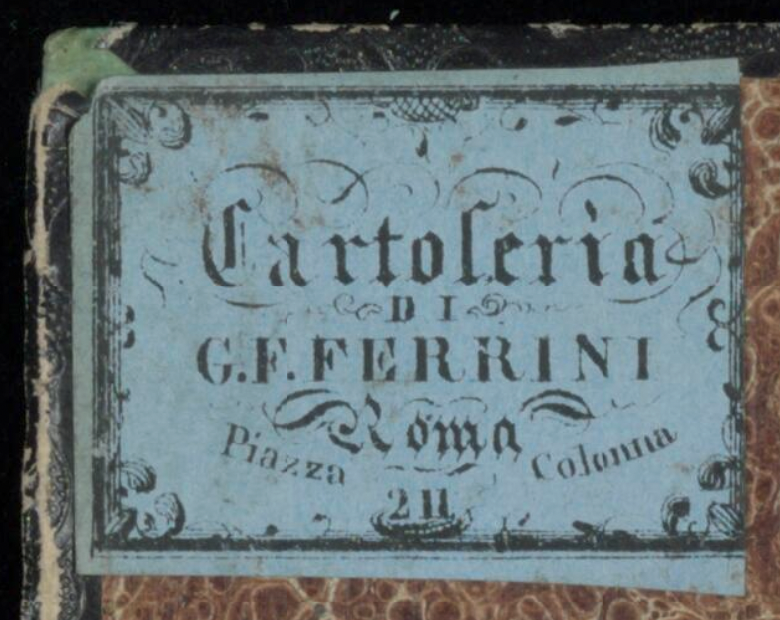 Cartoleria
DI
G.F. FERRINI
Roma
Piazza Colonna
211